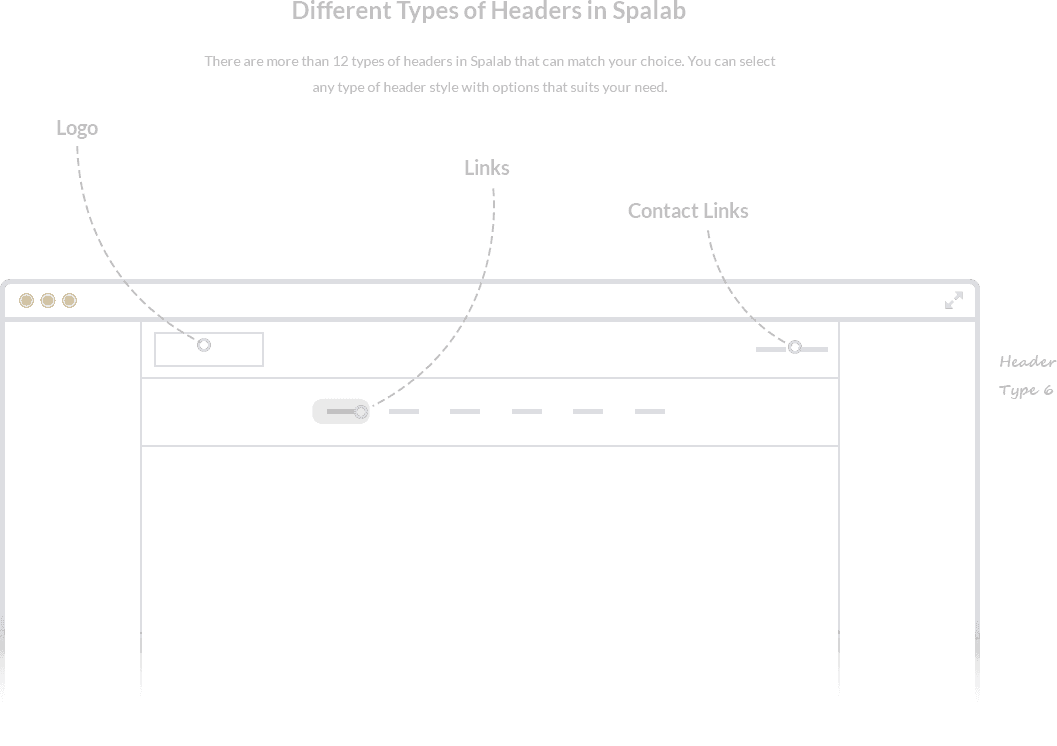 Different Types of Headers in Spalab
There are more than 12 types of headers in Spalab that can match your choice. You can select
any type of header style with options that suits your need.
Logo
Links
Contact Links
Header
Type 6